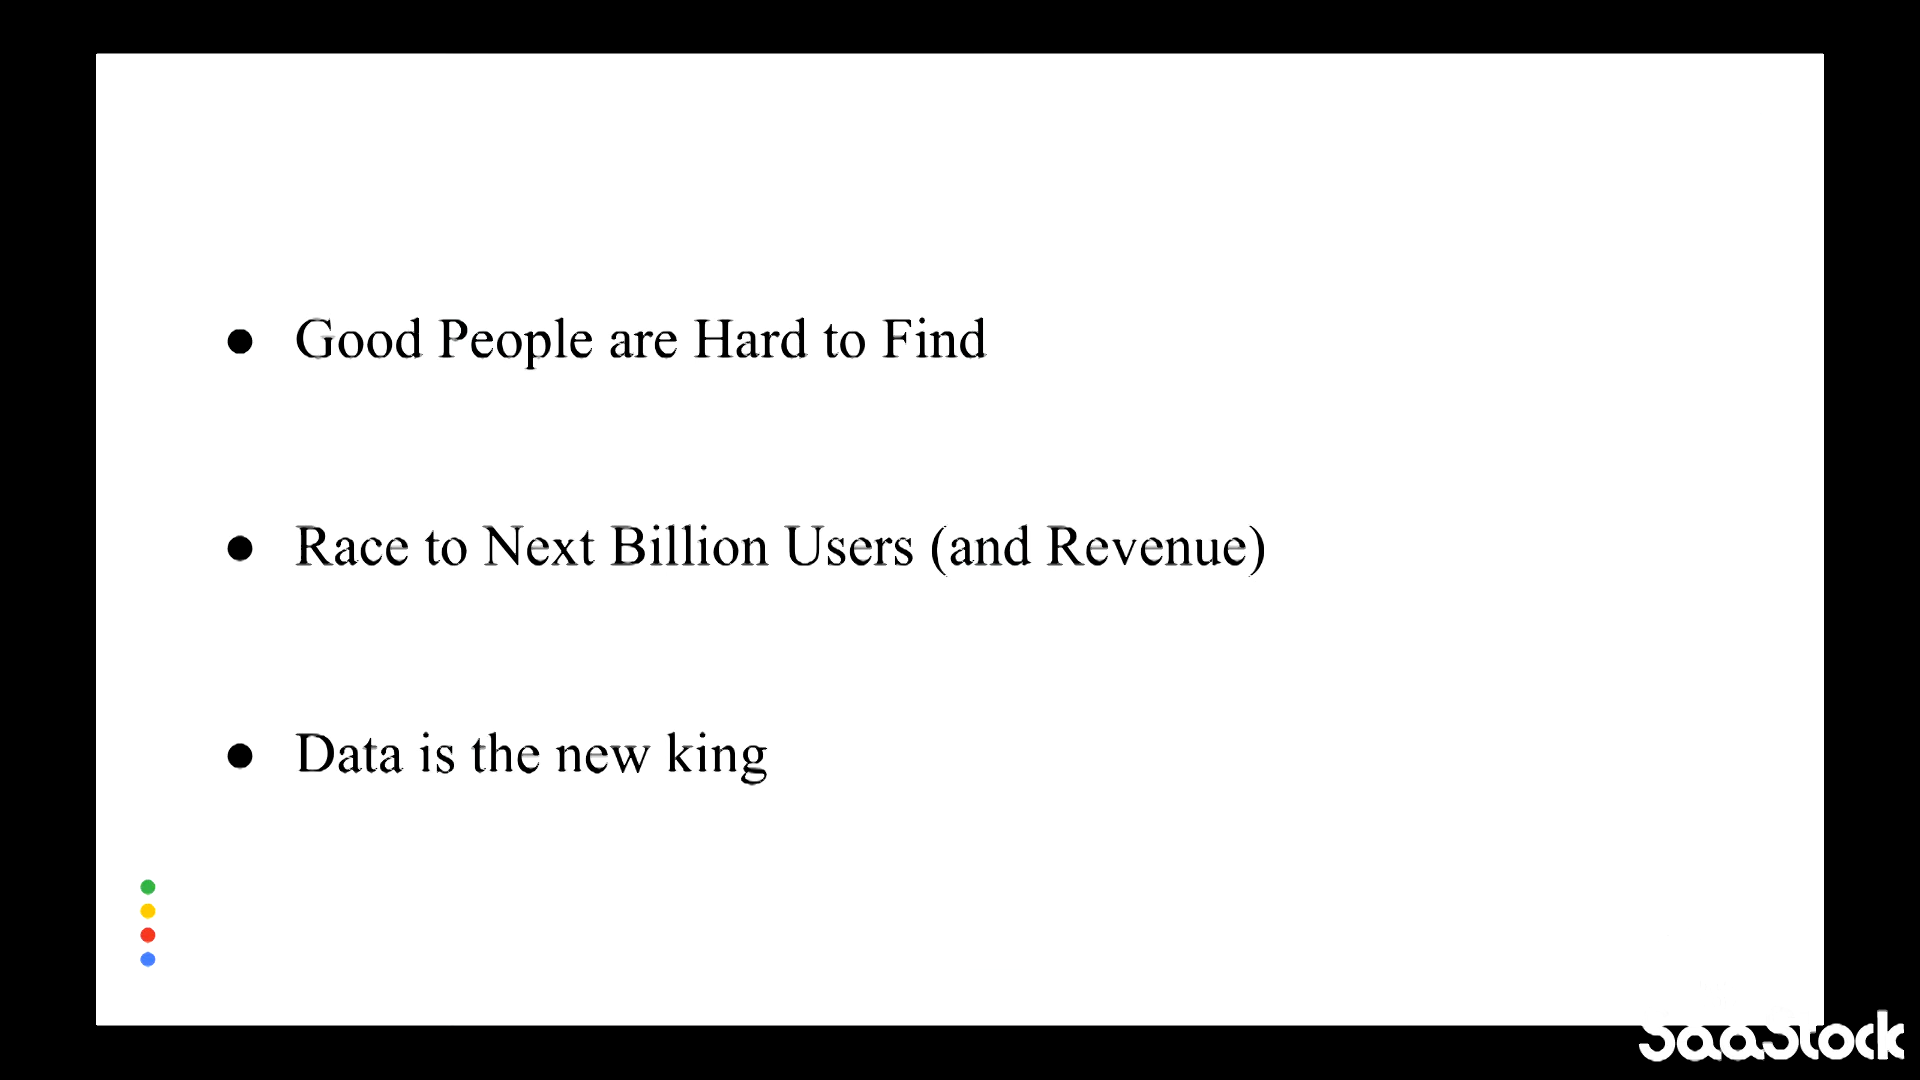 ● Good People are Hard to Find
● Race to Next Billion Users (and Revenue)
● Data is the new king
SaaStock